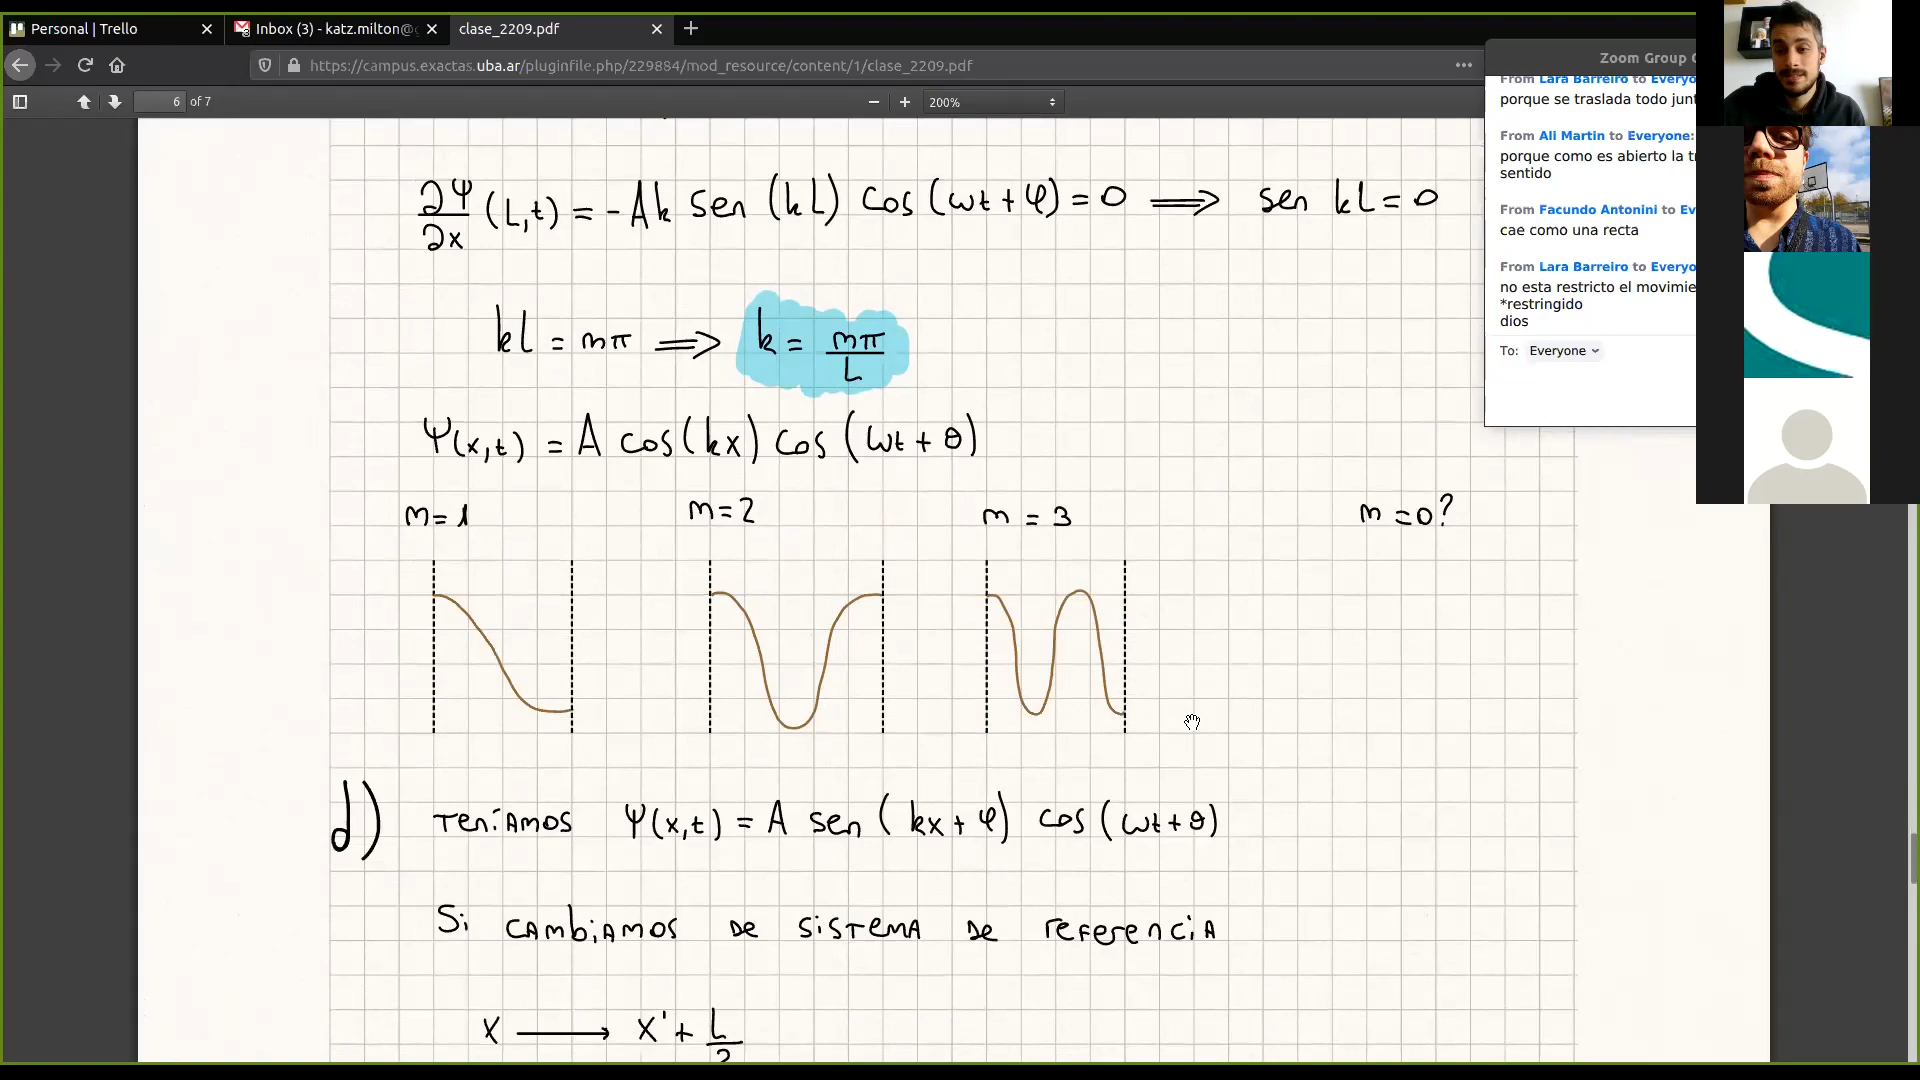 Personal | Trello
Inbox (3) - katz.milton@
clase_2209.pdf
https://campus.exactas.uba.ar/pluginfile.php/229884/mod_resource/content/1/clase_2209.pdf
6 of 7
200%
Zoom Group C
From Lara Barreiro to Everyo
porque se traslada todo junt
From Ali Martin to Everyone:
porque como es abierto la t
sentido
From Facundo Antonini to Ev
cae como una recta
From Lara Barreiro to Everyo
no esta restricto el movimie
*restringido
dios
To: Everyone
∂Ψ/∂x (L,t) = -Ak sen (kL) cos(ωt+φ) = 0 ⟹ sen kL = 0
kL = mπ ⟹ k = mπ/L
Ψ(x,t) = A cos(kx) cos(ωt + θ)
m=1 m=2 m = 3 m =0?
d) Teníamos Ψ(x,t) = A sen ( kx + φ) cos (ωt+θ)
Si cambiamos de sistema de referencia
x ⟶ x' + L/2